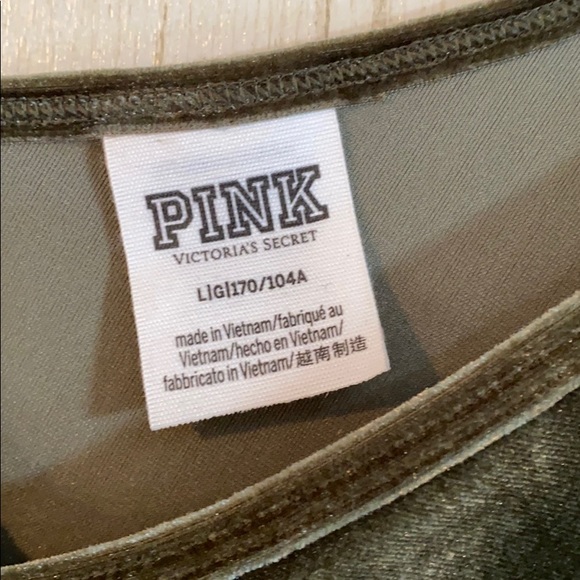 PINK
VICTORIA'S SECRET
L|G|170/104A
made in Vietnam/fabriqué au
Vietnam/hecho en Vietnam/
fabbricato in Vietnam/越南制造